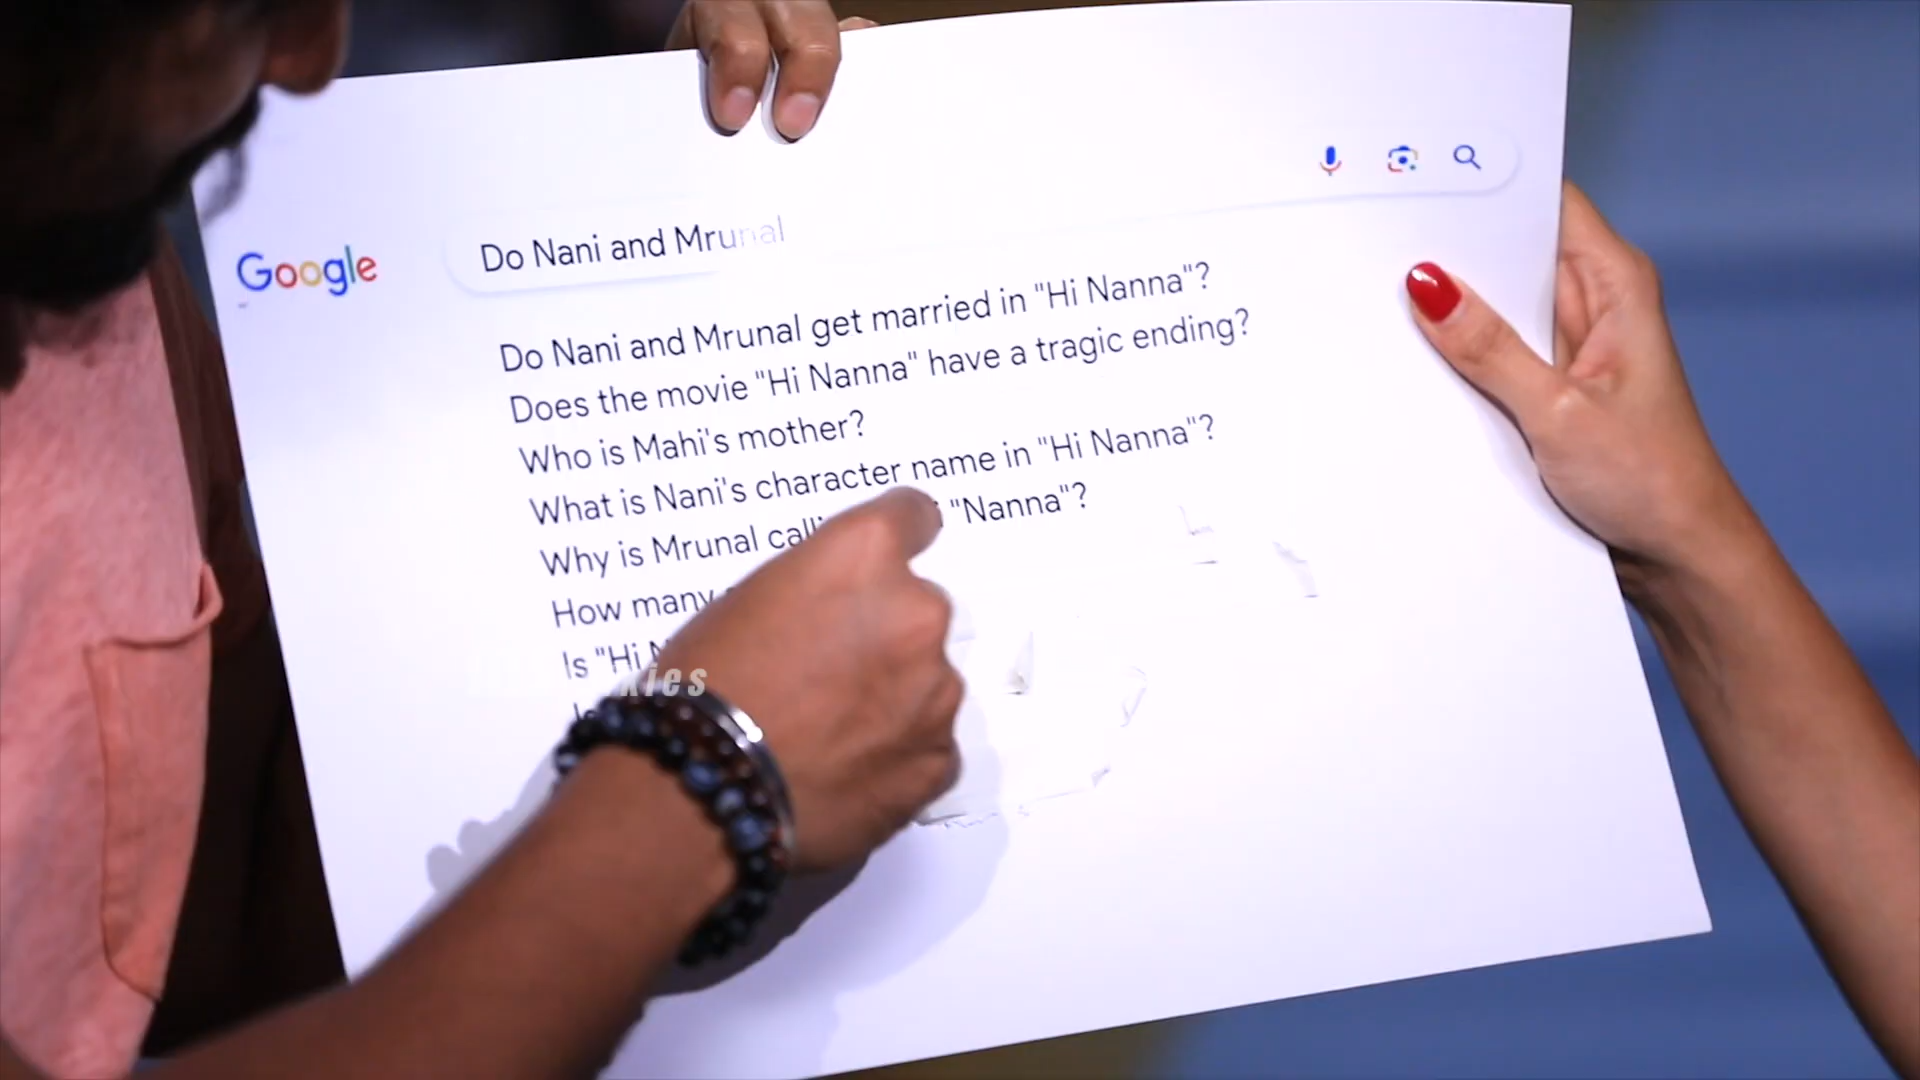 Google
Do Nani and Mrunal
Do Nani and Mrunal get married in "Hi Nanna"?
Does the movie "Hi Nanna" have a tragic ending?
Who is Mahi's mother?
What is Nani's character name in "Hi Nanna"?
Why is Mrunal "Nanna"?
How many
Is "Hi